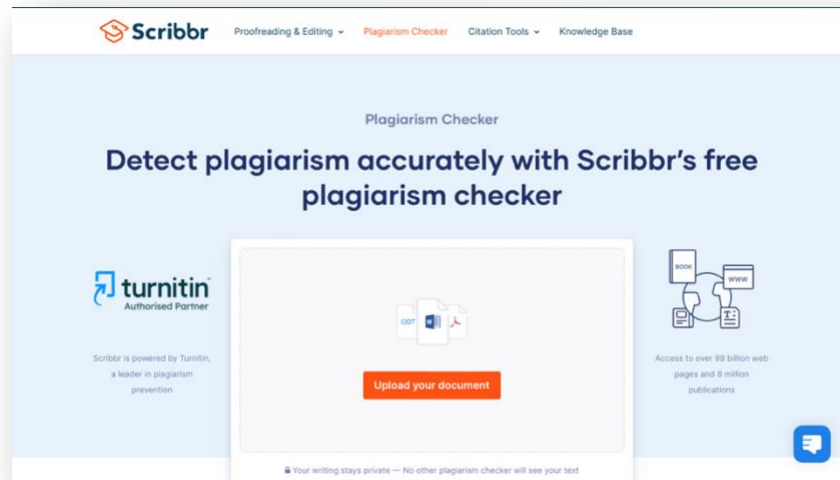 Scribbr Proofreading & Editing Plagiarism Checker Citation Tools Knowledge Base
Plagiarism Checker
Detect plagiarism accurately with Scribbr's free
plagiarism checker
turnitin
Authorised Partner
Scribbr is powered by Turnitin,
a leader in plagiarism
prevention
ODT
W
Upload your document
BOOK
WWW
T
Access to over 99 billion web
pages and 8 million
publications
Your writing stays private — No other plagiarism checker will see your text